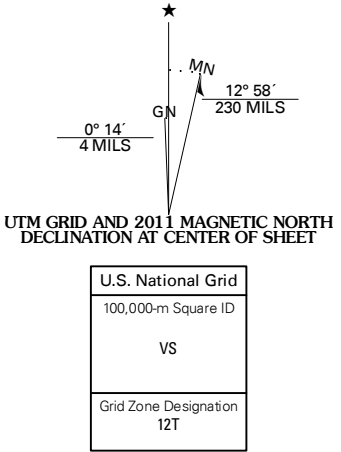 ★
MN
GN
12° 58´
230 MILS
0° 14´
4 MILS
UTM GRID AND 2011 MAGNETIC NORTH
DECLINATION AT CENTER OF SHEET
U.S. National Grid
100,000-m Square ID
VS
Grid Zone Designation
12T